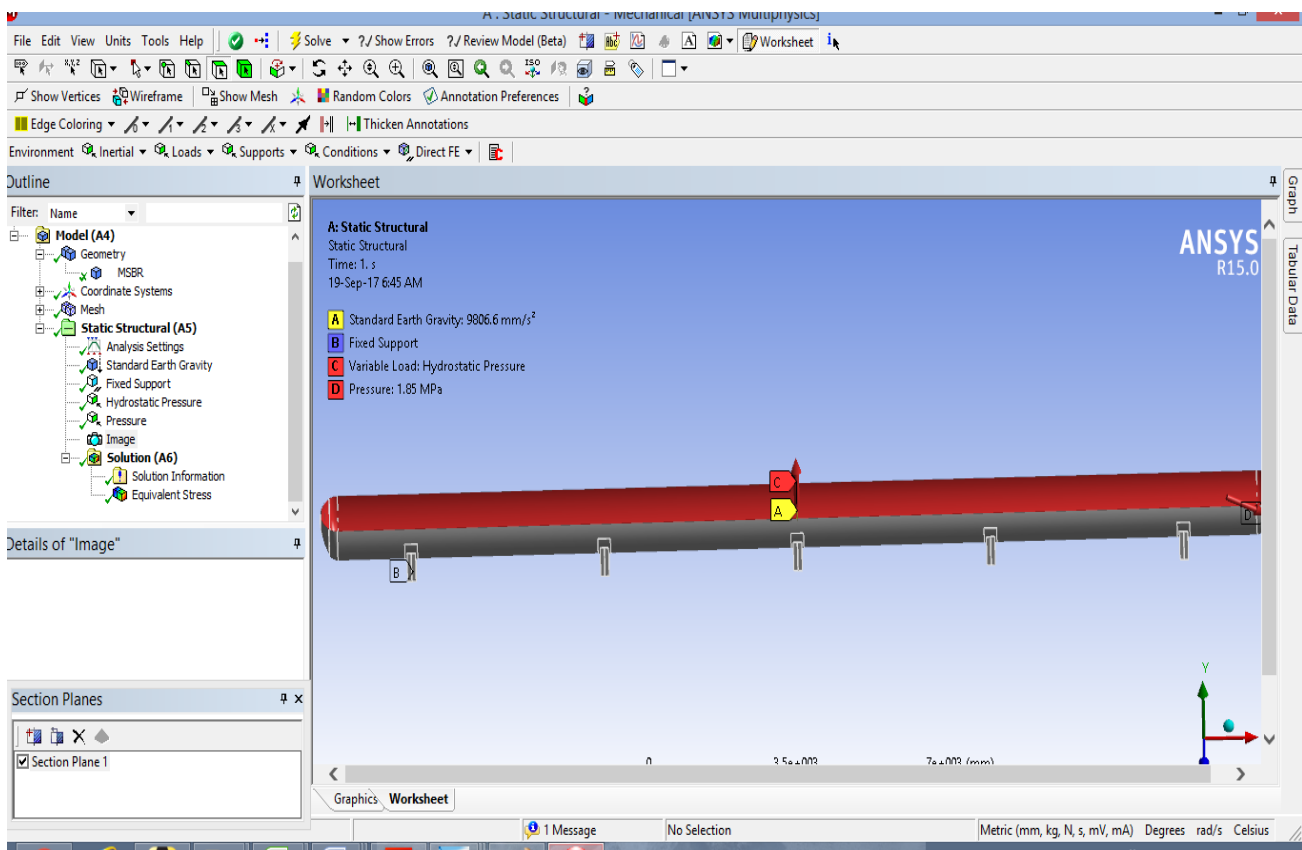 A : Static Structural - Mechanical [ANSYS Multiphysics]
File Edit View Units Tools Help Solve ?./ Show Errors ?./ Review Model (Beta) A Worksheet
Show Vertices Wireframe Show Mesh Random Colors Annotation Preferences
Edge Coloring Thicken Annotations
Environment Inertial Loads Supports Conditions Direct FE
Outline
Filter: Name
Model (A4)
Geometry
MSBR
Coordinate Systems
Mesh
Static Structural (A5)
Analysis Settings
Standard Earth Gravity
Fixed Support
Hydrostatic Pressure
Pressure
Image
Solution (A6)
Solution Information
Equivalent Stress
Details of "Image"
Section Planes
Section Plane 1
Worksheet
A: Static Structural
Static Structural
Time: 1. s
19-Sep-17 6:45 AM
A Standard Earth Gravity: 9806.6 mm/s²
B Fixed Support
C Variable Load: Hydrostatic Pressure
D Pressure: 1.85 MPa
ANSYS
R15.0
C
A
D
B
Y
0 3.5e+003 7e+003 (mm)
Graphics Worksheet
Graph
Tabular Data
1 Message No Selection Metric (mm, kg, N, s, mV, mA) Degrees rad/s Celsius